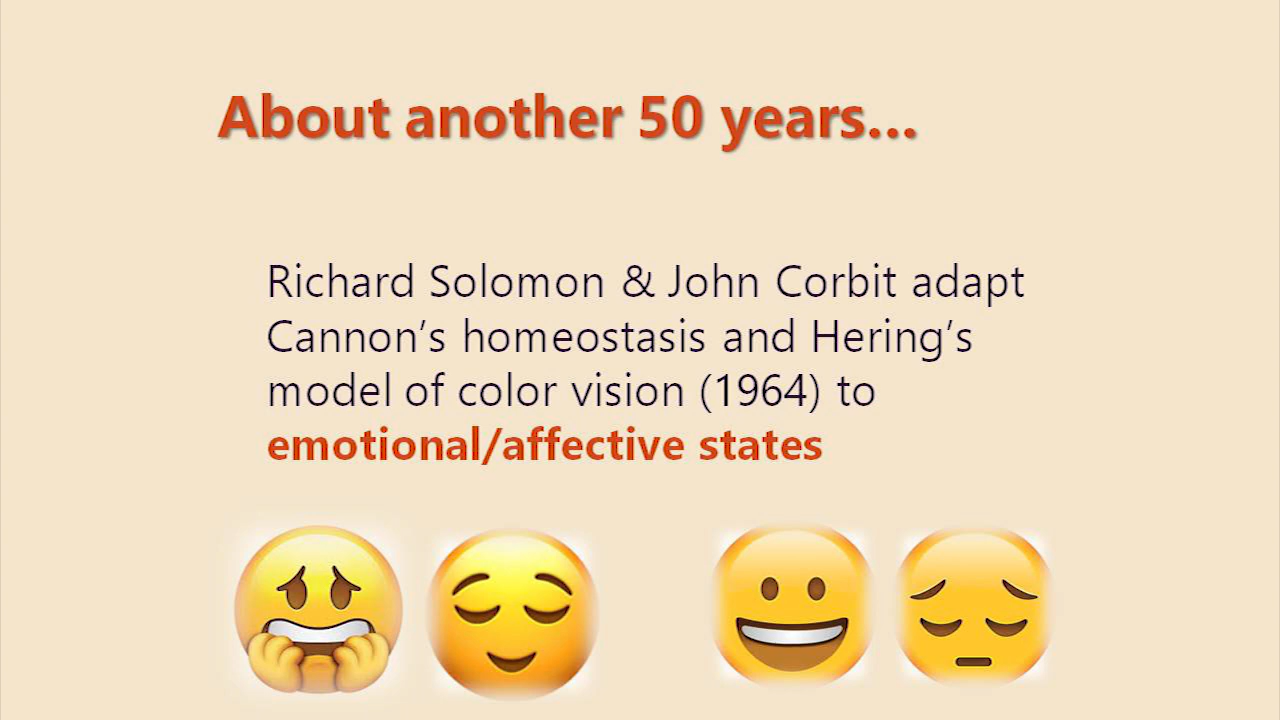 About another 50 years...
Richard Solomon & John Corbit adapt
Cannon’s homeostasis and Hering’s
model of color vision (1964) to
emotional/affective states